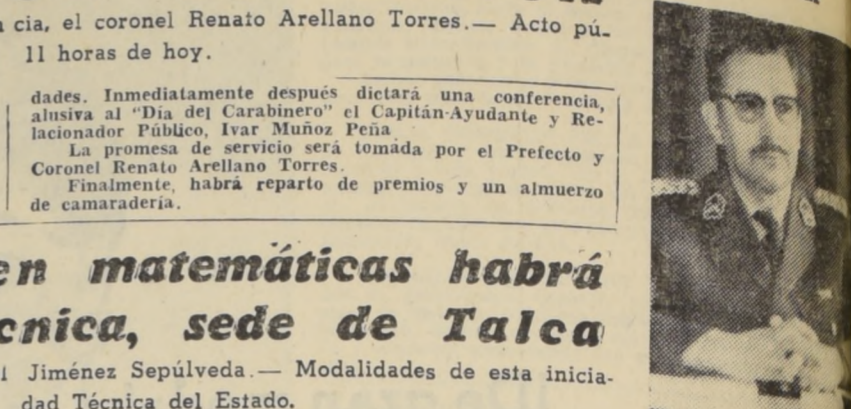 cia, el coronel Renato Arellano Torres.— Acto pú-
11 horas de hoy.
dades. Inmediatamente después dictará una conferencia,
alusiva al "Día del Carabinero" el Capitán-Ayudante y Re-
lacionador Público, Ivar Muñoz Peña
La promesa de servicio será tomada por el Prefecto y
Coronel Renato Arellano Torres.
Finalmente, habrá reparto de premios y un almuerzo
de camaradería.
en matemáticas habrá
cnica, sede de Talca
Jiménez Sepúlveda.— Modalidades de esta inicia-
dad Técnica del Estado.